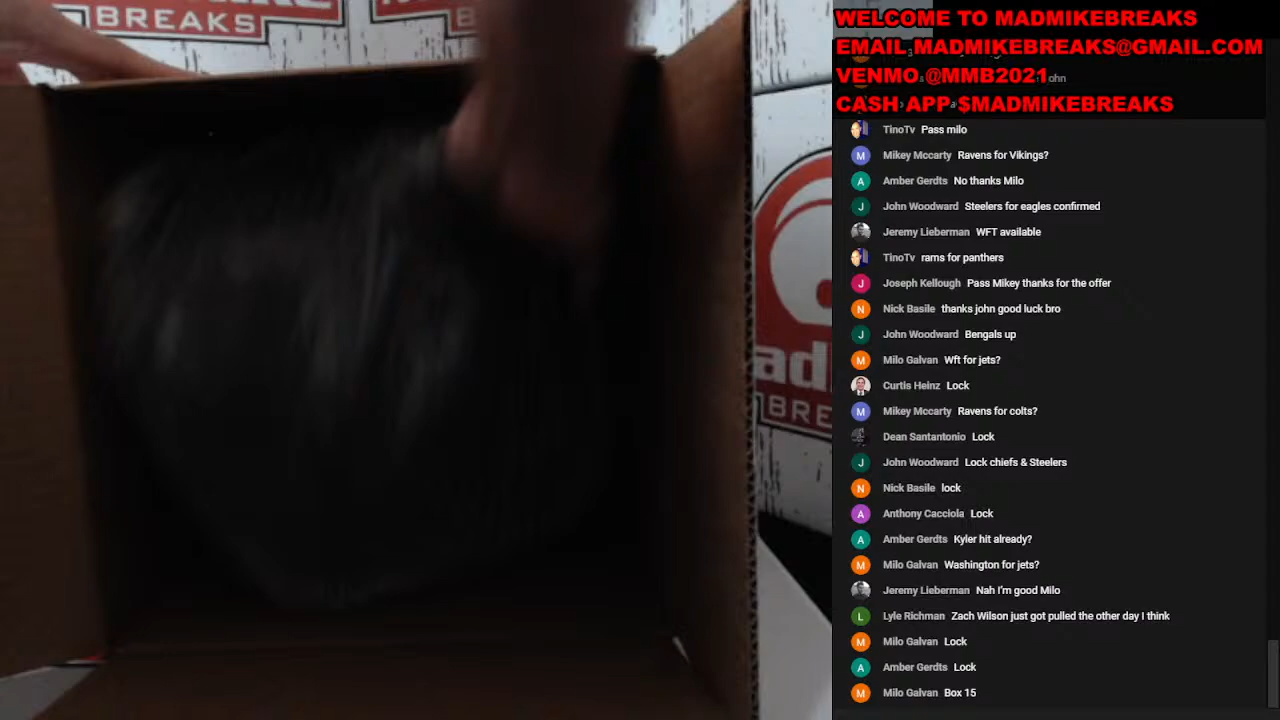 BREAKS
WELCOME TO MADMIKEBREAKS
EMAIL MADMIKEBREAKS@GMAIL.COM
VENMO @MMB2021
CASH APP $MADMIKEBREAKS
TinoTv Pass milo
Mikey Mccarty Ravens for Vikings?
Amber Gerdts No thanks Milo
John Woodward Steelers for eagles confirmed
Jeremy Lieberman WFT available
TinoTv rams for panthers
Joseph Kellough Pass Mikey thanks for the offer
Nick Basile thanks john good luck bro
John Woodward Bengals up
Milo Galvan Wft for jets?
Curtis Heinz Lock
Mikey Mccarty Ravens for colts?
Dean Santantonio Lock
John Woodward Lock chiefs & Steelers
Nick Basile lock
Anthony Cacciola Lock
Amber Gerdts Kyler hit already?
Milo Galvan Washington for jets?
Jeremy Lieberman Nah I'm good Milo
Lyle Richman Zach Wilson just got pulled the other day I think
Milo Galvan Lock
Amber Gerdts Lock
Milo Galvan Box 15